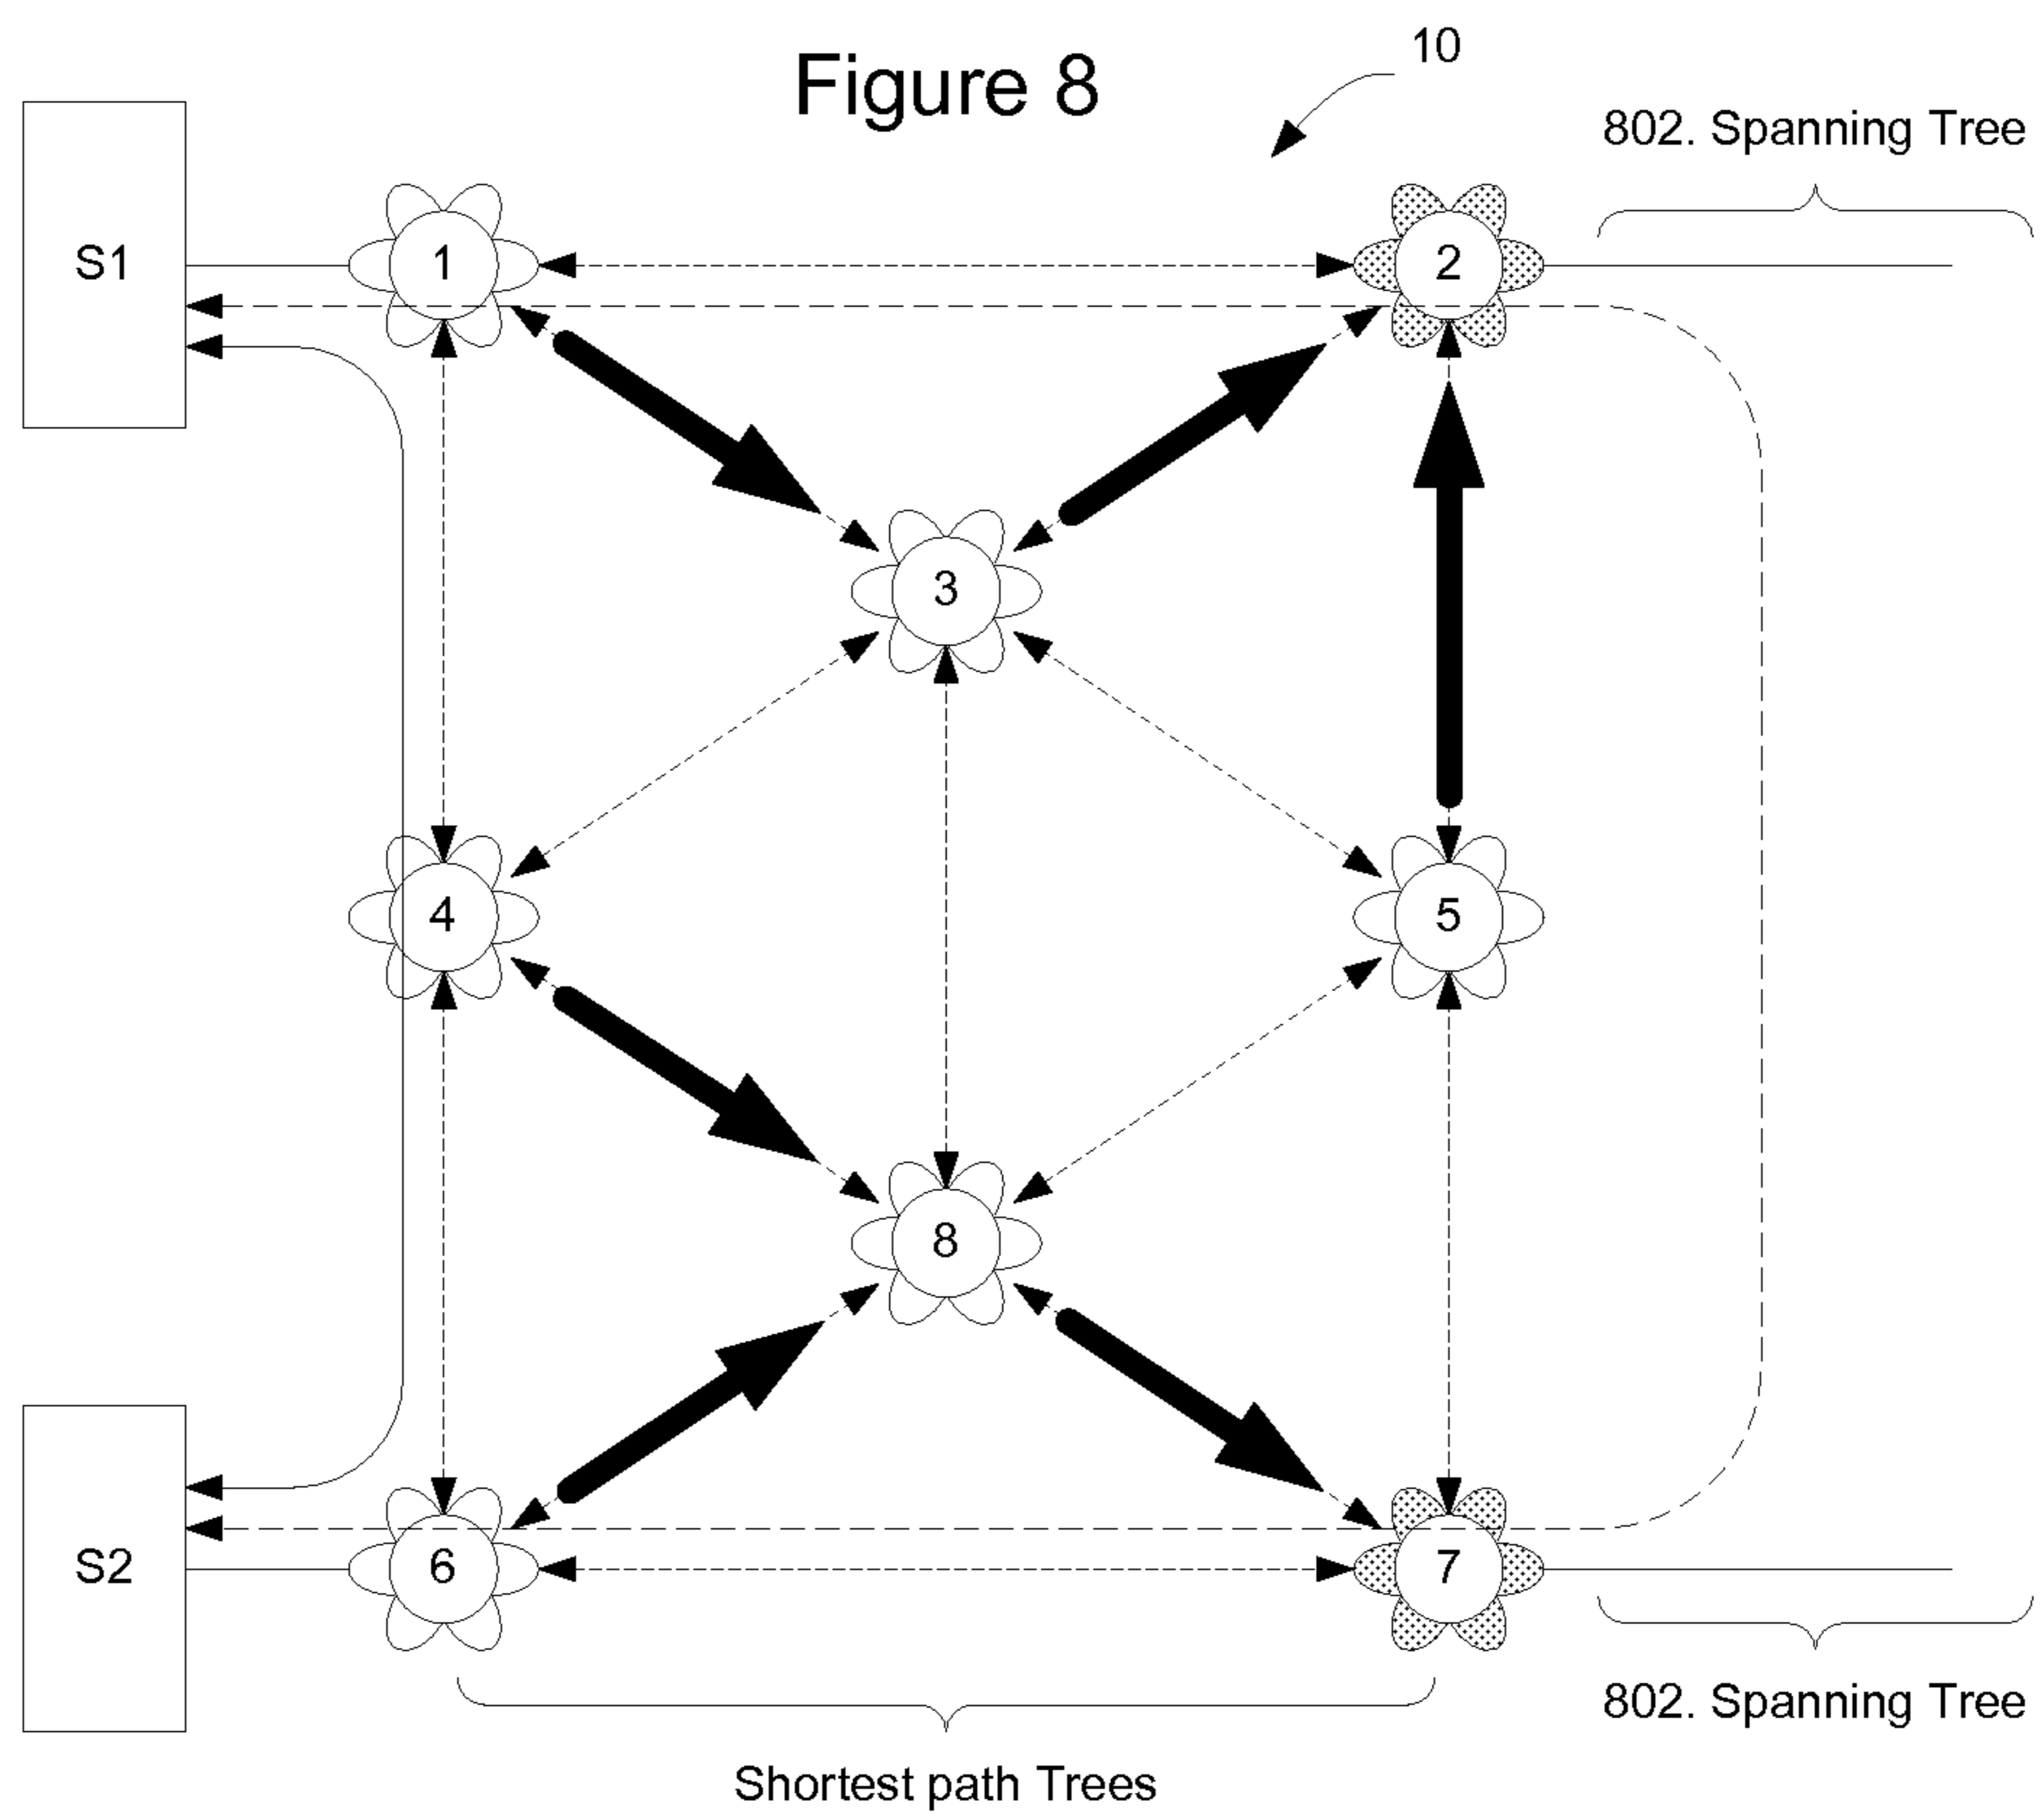 Figure 8
10
802. Spanning Tree
S1
1
2
3
4
5
8
S2
6
7
802. Spanning Tree
Shortest path Trees